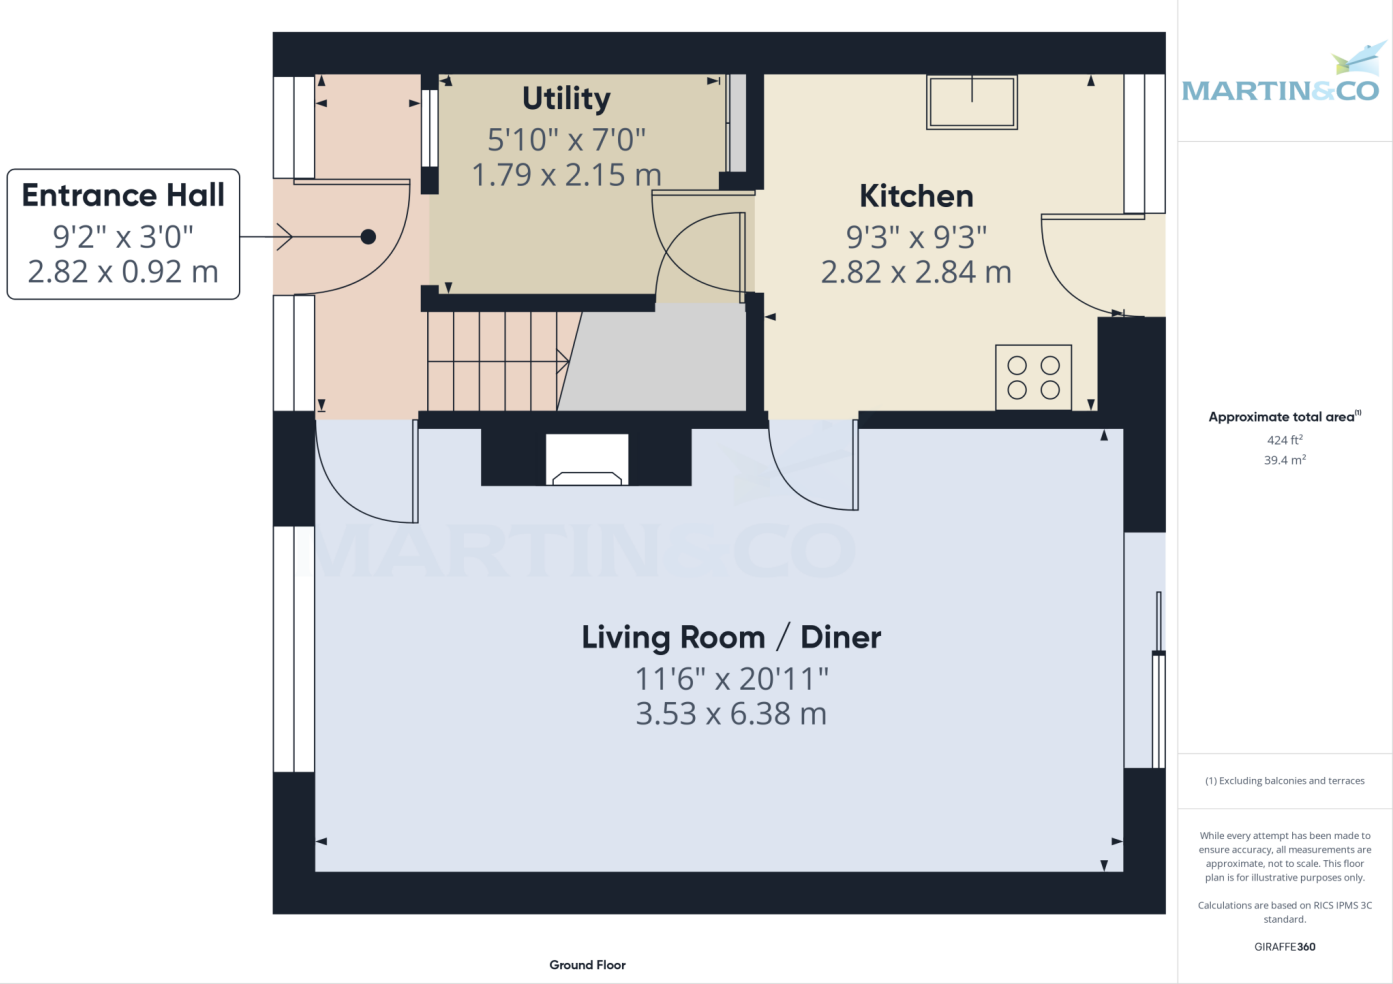 Utility
5'10" x 7'0"
1.79 x 2.15 m
Entrance Hall
9'2" x 3'0"
2.82 x 0.92 m
Kitchen
9'3" x 9'3"
2.82 x 2.84 m
MARTIN&CO
Living Room / Diner
11'6" x 20'11"
3.53 x 6.38 m
Ground Floor
MARTIN&CO
Approximate total area(1)
424 ft²
39.4 m²
(1) Excluding balconies and terraces
While every attempt has been made to
ensure accuracy, all measurements are
approximate, not to scale. This floor
plan is for illustrative purposes only.
Calculations are based on RICS IPMS 3C
standard.
GIRAFFE360